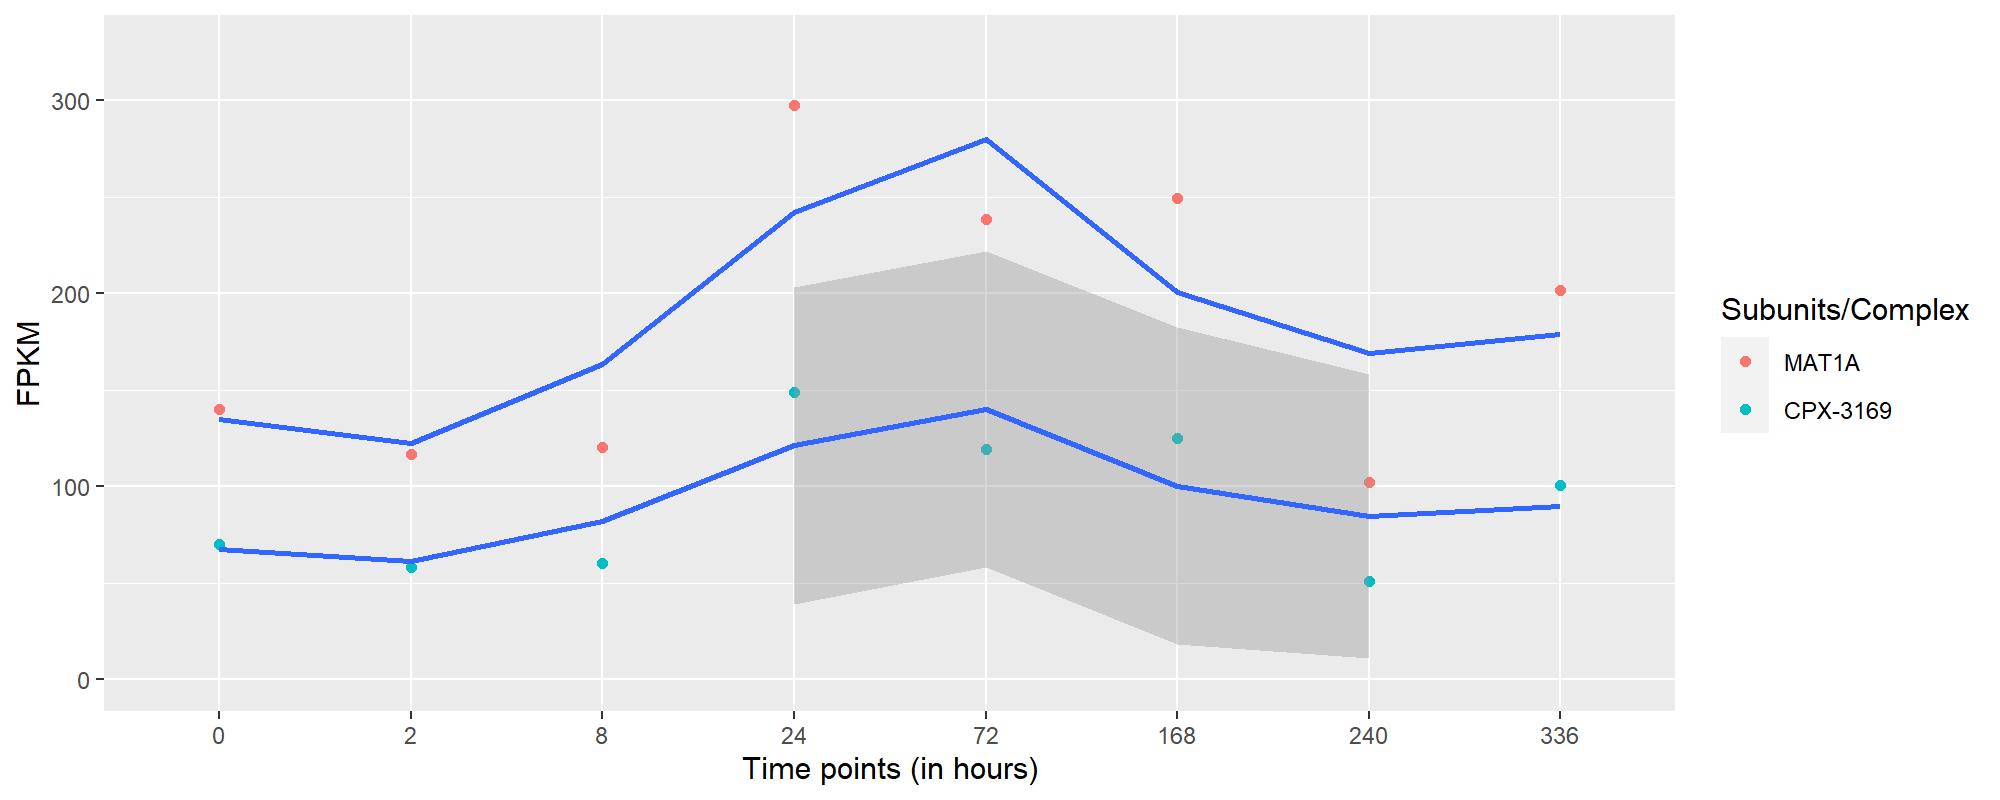 FPKM
300
200
100
0
0 2 8 24 72 168 240 336
Time points (in hours)
Subunits/Complex
MAT1A
CPX-3169